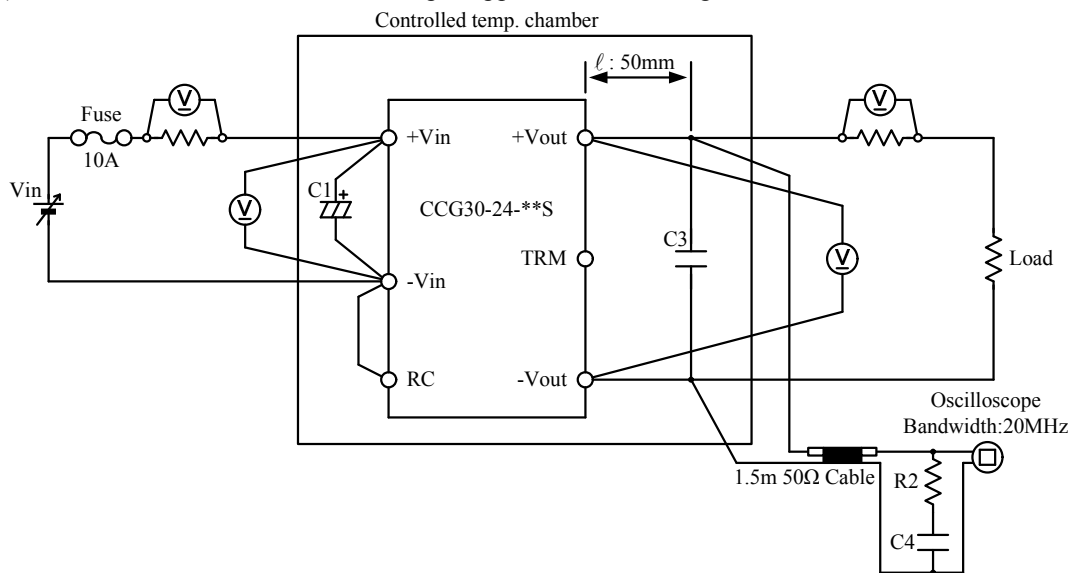 Controlled temp. chamber
ℓ : 50mm
Fuse
10A
V
+Vin
+Vout
V
Vin
V
C1
+
CCG30-24-**S
C3
TRM
V
Load
-Vin
RC
-Vout
Oscilloscope
Bandwidth:20MHz
1.5m 50Ω Cable
R2
C4